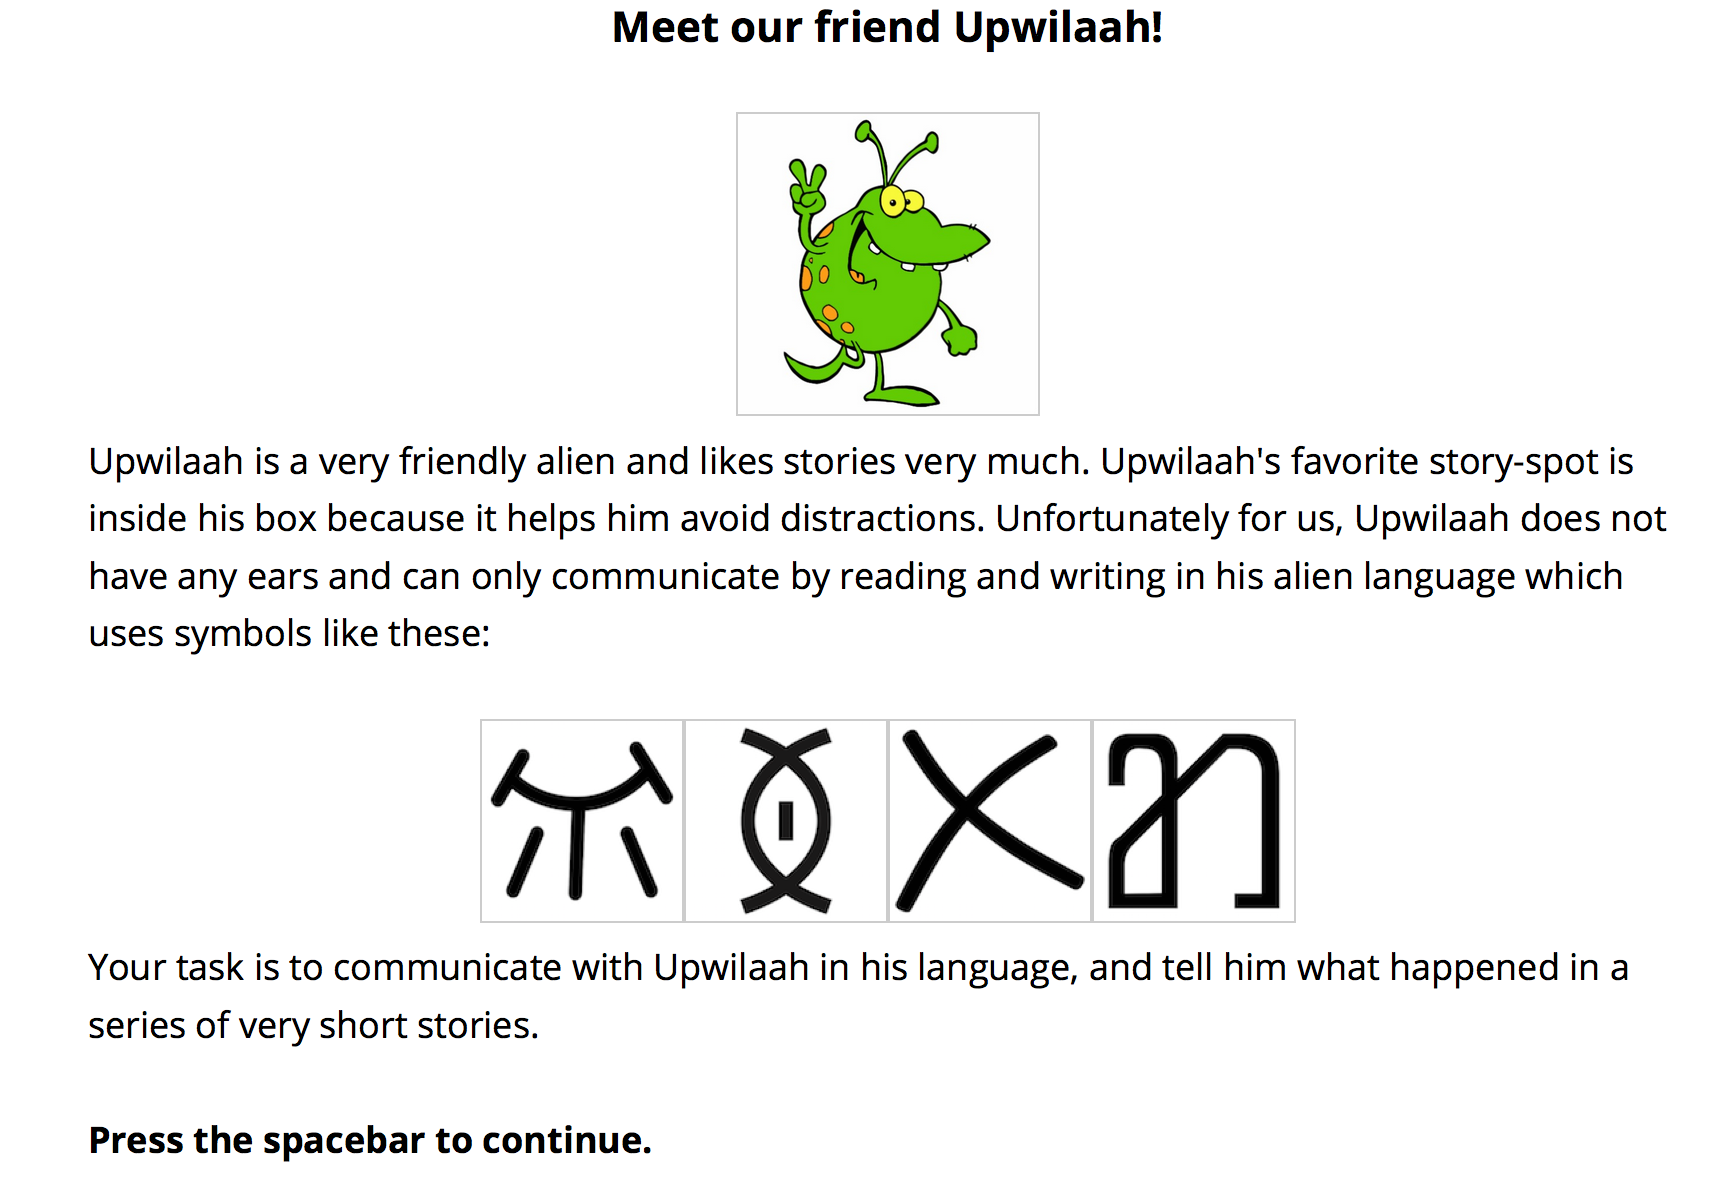 Meet our friend Upwilaah!
Upwilaah is a very friendly alien and likes stories very much. Upwilaah's favorite story-spot is
inside his box because it helps him avoid distractions. Unfortunately for us, Upwilaah does not
have any ears and can only communicate by reading and writing in his alien language which
uses symbols like these:
Your task is to communicate with Upwilaah in his language, and tell him what happened in a
series of very short stories.
Press the spacebar to continue.